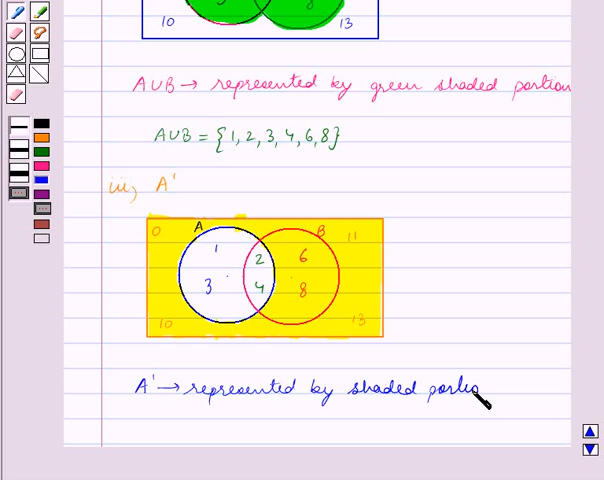 10 13
A∪B → represented by green shaded portion
A∪B = {1, 2, 3, 4, 6, 8}
iii) A'
A B
0 11
1 2 6
3 4 8
10 13
A' → represented by shaded portio